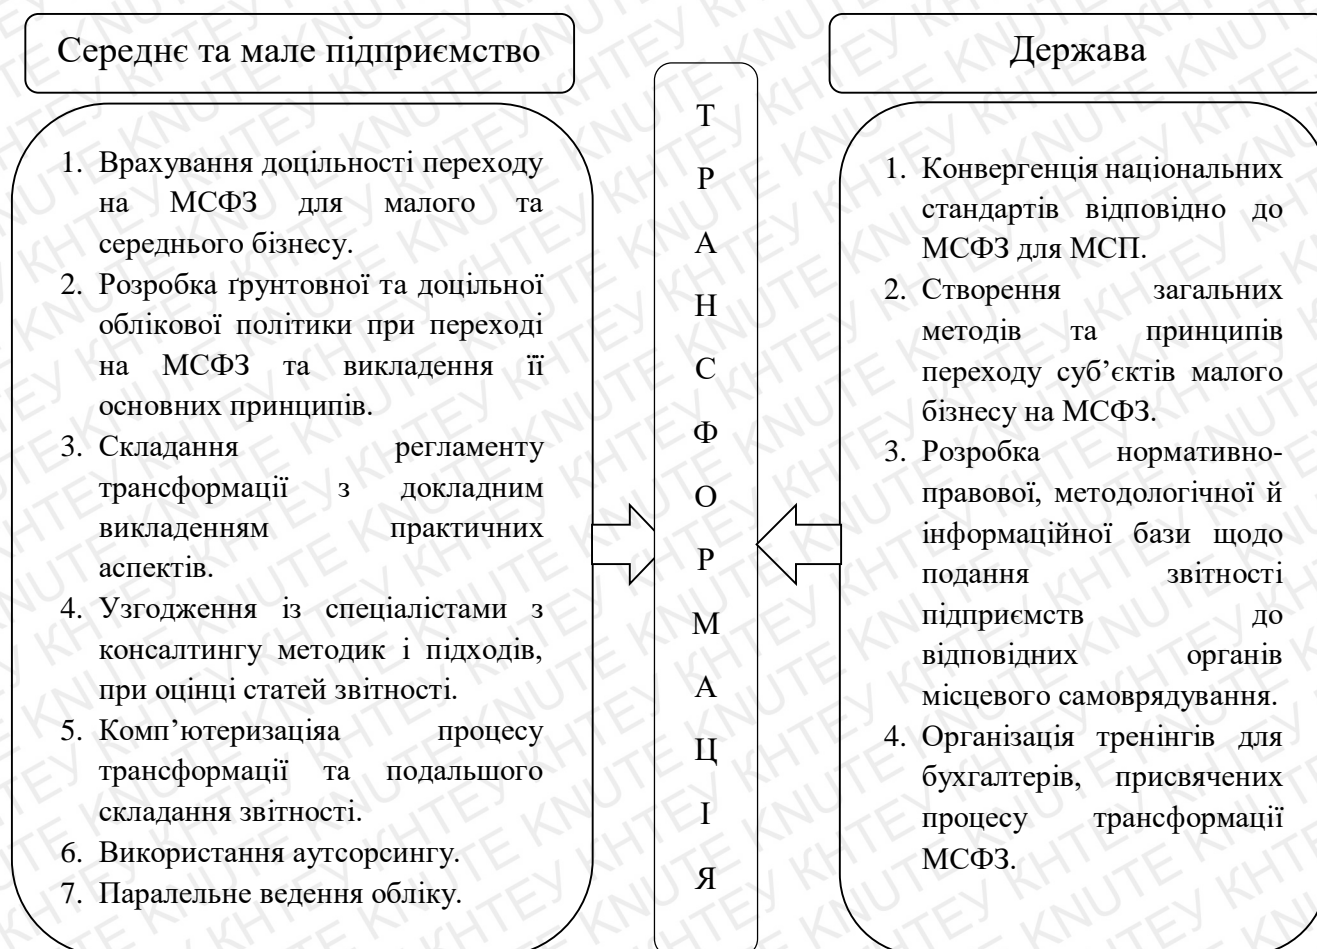 Середнє та мале підприємство
1. Врахування доцільності переходу
на МСФЗ для малого та
середнього бізнесу.
2. Розробка ґрунтовної та доцільної
облікової політики при переході
на МСФЗ та викладення її
основних принципів.
3. Складання регламенту
трансформації з докладним
викладенням практичних
аспектів.
4. Узгодження із спеціалістами з
консалтингу методик і підходів,
при оцінці статей звітності.
5. Комп’ютеризаціяа процесу
трансформації та подальшого
складання звітності.
6. Використання аутсорсингу.
7. Паралельне ведення обліку.
Т
Р
А
Н
С
Ф
О
Р
М
А
Ц
І
Я
Держава
1. Конвергенція національних
стандартів відповідно до
МСФЗ для МСП.
2. Створення загальних
методів та принципів
переходу суб’єктів малого
бізнесу на МСФЗ.
3. Розробка нормативно-
правової, методологічної й
інформаційної бази щодо
подання звітності
підприємств до
відповідних органів
місцевого самоврядування.
4. Організація тренінгів для
бухгалтерів, присвячених
процесу трансформації
МСФЗ.